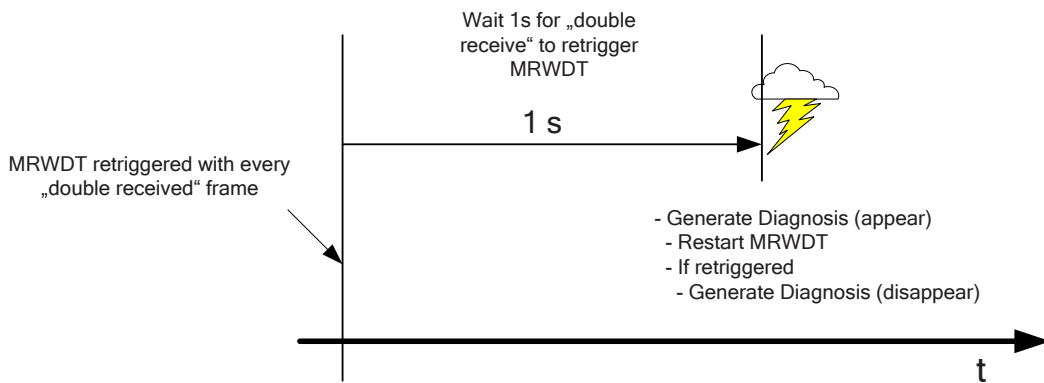 Wait 1s for „double
receive“ to retrigger
MRWDT
1 s
MRWDT retriggered with every
„double received“ frame
- Generate Diagnosis (appear)
- Restart MRWDT
- If retriggered
- Generate Diagnosis (disappear)
t